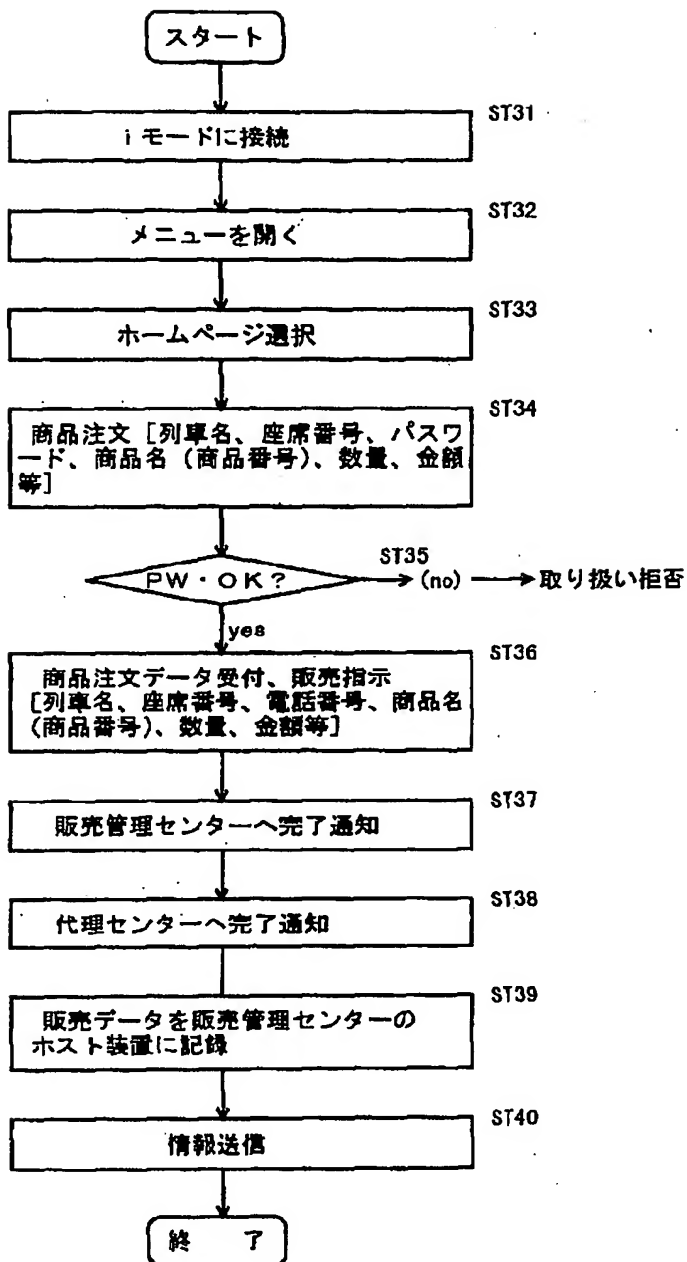 スタート
ST31
iモードに接続
ST32
メニューを開く
ST33
ホームページ選択
ST34
商品注文［列車名、座席番号、パスワ
ード、商品名（商品番号）、数量、金額
等］
ST35
PW・OK？
(no)
取り扱い拒否
yes
ST36
商品注文データ受付、販売指示
［列車名、座席番号、電話番号、商品名
（商品番号）、数量、金額等］
ST37
販売管理センターへ完了通知
ST38
代理センターへ完了通知
ST39
販売データを販売管理センターの
ホスト装置に記録
ST40
情報送信
終 了